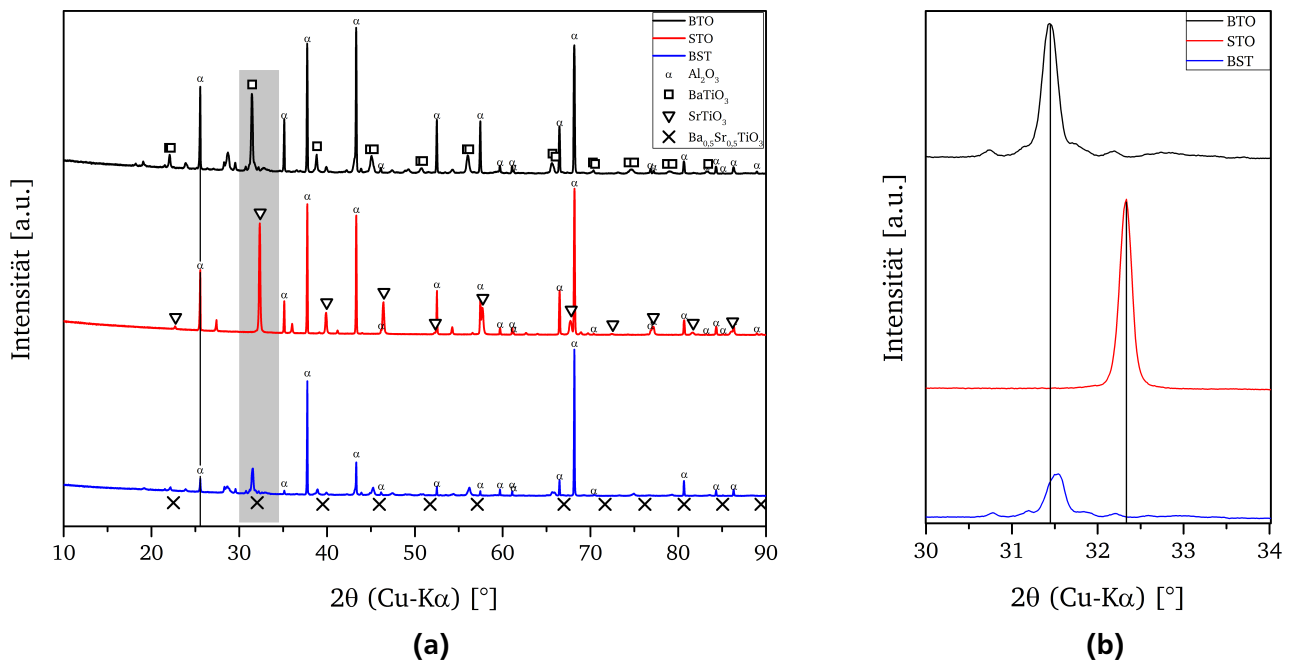 BTO
STO
BST
α Al₂O₃
BaTiO₃
SrTiO₃
Ba₀,₅Sr₀,₅TiO₃
Intensität [a.u.]
α α α α α α α α α α α α α α α
α α α α α α α α α α α α α α α
α α α α α α α α α α α α α α
10 20 30 40 50 60 70 80 90
2θ (Cu-Kα) [°]
(a)
BTO
STO
BST
Intensität [a.u.]
30 31 32 33 34
2θ (Cu-Kα) [°]
(b)